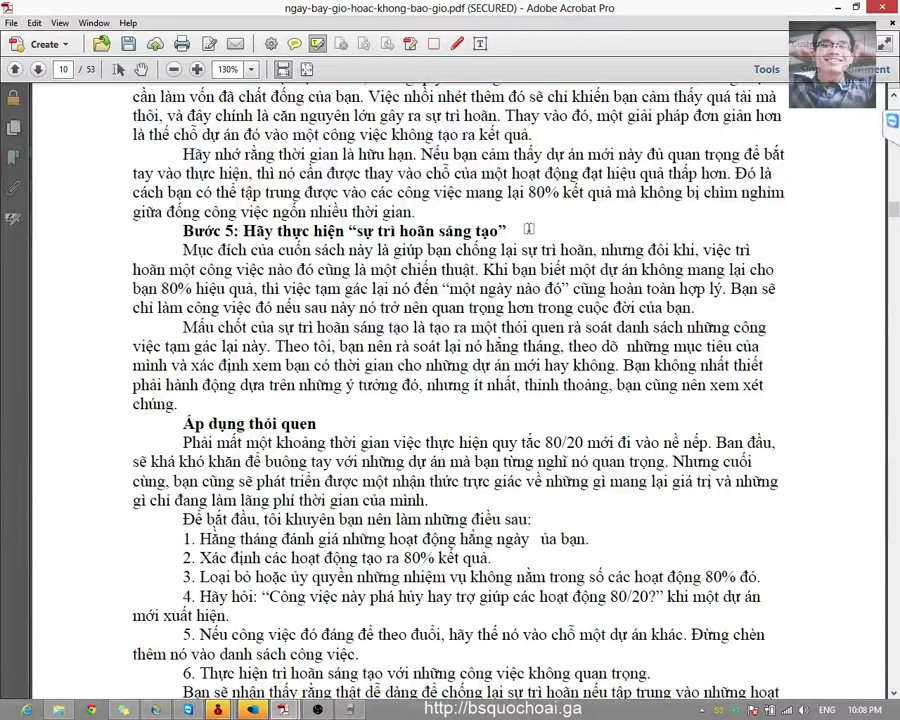 ngay-bay-gio-hoac-khong-bao-gio.pdf (SECURED) - Adobe Acrobat Pro
File Edit View Window Help
Create
Customize
10 / 53
130%
Tools
Sign
Comment
cần làm vốn đã chất đống của bạn. Việc nhồi nhét thêm đó sẽ chỉ khiến bạn cảm thấy quá tải mà
thôi, và đây chính là căn nguyên lớn gây ra sự trì hoãn. Thay vào đó, một giải pháp đơn giản hơn
là thế chỗ dự án đó vào một công việc không tạo ra kết quả.
Hãy nhớ rằng thời gian là hữu hạn. Nếu bạn cảm thấy dự án mới này đủ quan trọng để bắt
tay vào thực hiện, thì nó cần được thay vào chỗ của một hoạt động đạt hiệu quả thấp hơn. Đó là
cách bạn có thể tập trung được vào các công việc mang lại 80% kết quả mà không bị chìm nghỉm
giữa đống công việc ngốn nhiều thời gian.
Bước 5: Hãy thực hiện “sự trì hoãn sáng tạo”
Mục đích của cuốn sách này là giúp bạn chống lại sự trì hoãn, nhưng đôi khi, việc trì
hoãn một công việc nào đó cũng là một chiến thuật. Khi bạn biết một dự án không mang lại cho
bạn 80% hiệu quả, thì việc tạm gác lại nó đến “một ngày nào đó” cũng hoàn toàn hợp lý. Bạn sẽ
chỉ làm công việc đó nếu sau này nó trở nên quan trọng hơn trong cuộc đời của bạn.
Mấu chốt của sự trì hoãn sáng tạo là tạo ra một thói quen rà soát danh sách những công
việc tạm gác lại này. Theo tôi, bạn nên rà soát lại nó hằng tháng, theo dõ những mục tiêu của
mình và xác định xem bạn có thời gian cho những dự án mới hay không. Bạn không nhất thiết
phải hành động dựa trên những ý tưởng đó, nhưng ít nhất, thỉnh thoảng, bạn cũng nên xem xét
chúng.
Áp dụng thói quen
Phải mất một khoảng thời gian việc thực hiện quy tắc 80/20 mới đi vào nề nếp. Ban đầu,
sẽ khá khó khăn để buông tay với những dự án mà bạn từng nghĩ nó quan trọng. Nhưng cuối
cùng, bạn cũng sẽ phát triển được một nhận thức trực giác về những gì mang lại giá trị và những
gì chỉ đang làm lãng phí thời gian của mình.
Để bắt đầu, tôi khuyên bạn nên làm những điều sau:
1. Hằng tháng đánh giá những hoạt động hằng ngày ủa bạn.
2. Xác định các hoạt động tạo ra 80% kết quả.
3. Loại bỏ hoặc ủy quyền những nhiệm vụ không nằm trong số các hoạt động 80% đó.
4. Hãy hỏi: “Công việc này phá hủy hay trợ giúp các hoạt động 80/20?” khi một dự án
mới xuất hiện.
5. Nếu công việc đó đáng để theo đuổi, hãy thế nó vào chỗ một dự án khác. Đừng chèn
thêm nó vào danh sách công việc.
6. Thực hiện trì hoãn sáng tạo với những công việc không quan trọng.
Bạn sẽ nhận thấy rằng thật dễ dàng để chống lại sự trì hoãn nếu tập trung vào những hoạt
http://bsquochoai.ga
10:08 PM